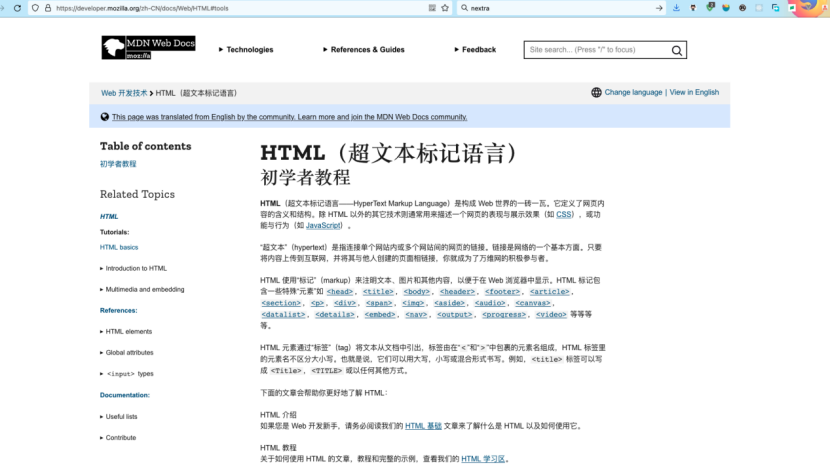 https://developer.mozilla.org/zh-CN/docs/Web/HTML#tools
nextra
MDN Web Docs
moz://a
Technologies
References & Guides
Feedback
Site search... (Press "/" to focus)
Web 开发技术 HTML（超文本标记语言）
Change language | View in English
This page was translated from English by the community. Learn more and join the MDN Web Docs community.
Table of contents
初学者教程
Related Topics
HTML
Tutorials:
HTML basics
Introduction to HTML
Multimedia and embedding
References:
HTML elements
Global attributes
<input> types
Documentation:
Useful lists
Contribute
HTML（超文本标记语言）
初学者教程
HTML（超文本标记语言——HyperText Markup Language）是构成 Web 世界的一砖一瓦。它定义了网页内
容的含义和结构。除 HTML 以外的其它技术则通常用来描述一个网页的表现与展示效果（如 CSS），或功
能与行为（如 JavaScript）。
“超文本”（hypertext）是指连接单个网站内或多个网站间的网页的链接。链接是网络的一个基本方面。只要
将内容上传到互联网，并将其与他人创建的页面相链接，你就成为了万维网的积极参与者。
HTML 使用“标记”（markup）来注明文本、图片和其他内容，以便于在 Web 浏览器中显示。HTML 标记包
含一些特殊“元素”如 <head>，<title>，<body>，<header>，<footer>，<article>，
<section>，<p>，<div>，<span>，<img>，<aside>，<audio>，<canvas>，
<datalist>，<details>，<embed>，<nav>，<output>，<progress>，<video> 等等等
等。
HTML 元素通过“标签”（tag）将文本从文档中引出，标签由在“<”和“>”中包裹的元素名组成，HTML 标签里
的元素名不区分大小写。也就是说，它们可以用大写，小写或混合形式书写。例如，<title> 标签可以写
成 <Title>，<TITLE> 或以任何其他方式。
下面的文章会帮助你更好地了解 HTML：
HTML 介绍
如果您是 Web 开发新手，请务必阅读我们的 HTML 基础 文章来了解什么是 HTML 以及如何使用它。
HTML 教程
关于如何使用 HTML 的文章，教程和完整的示例，查看我们的 HTML 学习区。